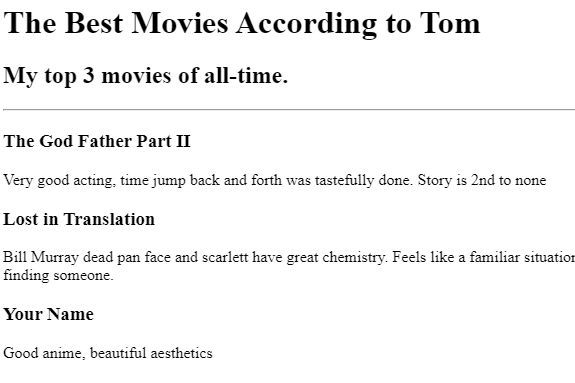 The Best Movies According to Tom
My top 3 movies of all-time.
The God Father Part II
Very good acting, time jump back and forth was tastefully done. Story is 2nd to none
Lost in Translation
Bill Murray dead pan face and scarlett have great chemistry. Feels like a familiar situation
finding someone.
Your Name
Good anime, beautiful aesthetics